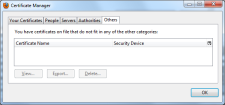 Certificate Manager
Your Certificates People Servers Authorities Others
You have certificates on file that do not fit in any of the other categories:
Certificate Name Security Device
View... Export... Delete...
OK